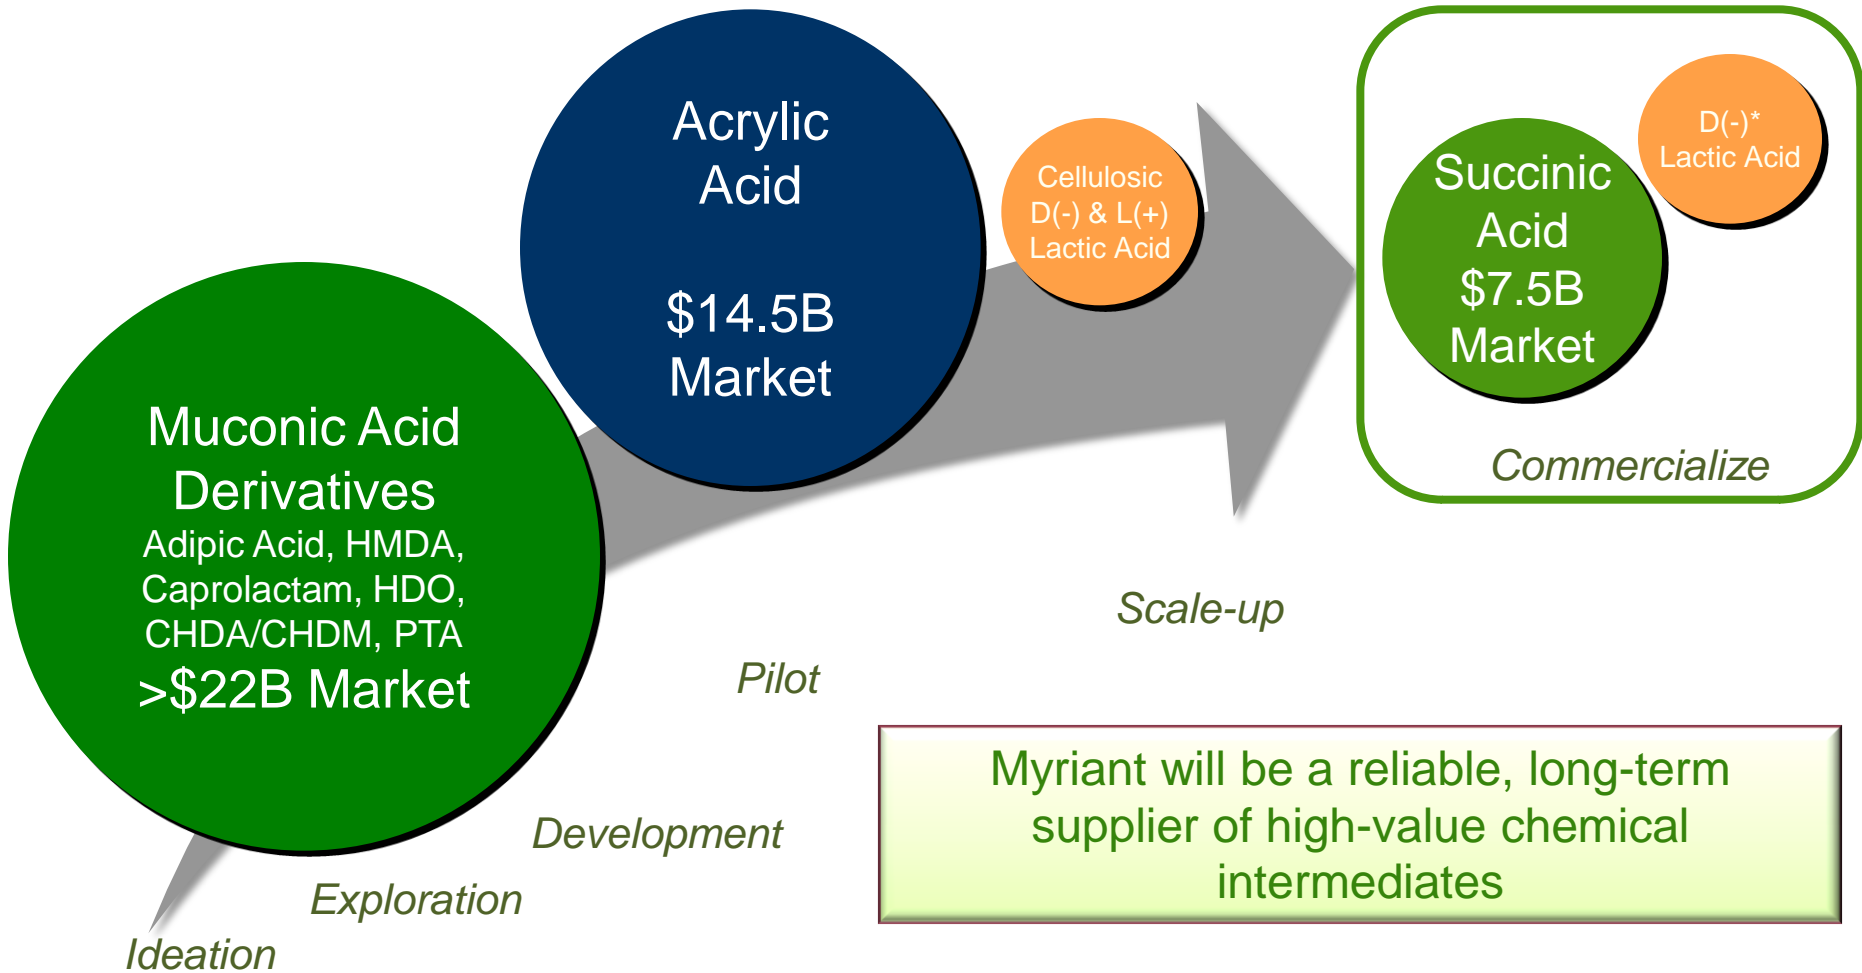 Acrylic
Acid
$14.5B
Market
Cellulosic
D(-) & L(+)
Lactic Acid
D(-)*
Lactic Acid
Succinic
Acid
$7.5B
Market
Commercialize
Muconic Acid
Derivatives
Adipic Acid, HMDA,
Caprolactam, HDO,
CHDA/CHDM, PTA
>$22B Market
Scale-up
Pilot
Development
Exploration
Ideation
Myriant will be a reliable, long-term
supplier of high-value chemical
intermediates